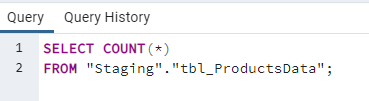 Query Query History
1 SELECT COUNT(*)
2 FROM "Staging"."tbl_ProductsData";